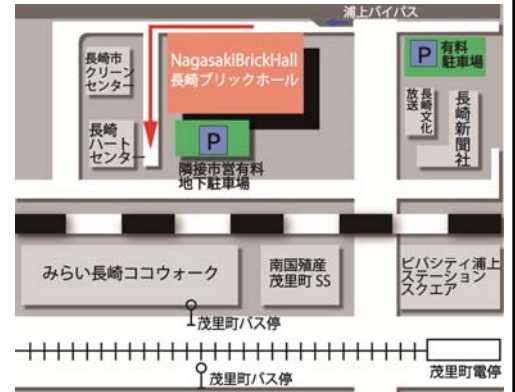 浦上バイパス
NagasakiBrickHall
長崎ブリックホール
長崎市
クリーン
センター
長崎
ハート
センター
P
隣接市営有料
地下駐車場
P
有料
駐車場
長崎文化
放送
長崎新聞社
みらい長崎ココウォーク
南国殖産
茂里町 SS
ビバシティ浦上
ステーション
スクエア
茂里町バス停
茂里町バス停
茂里町電停